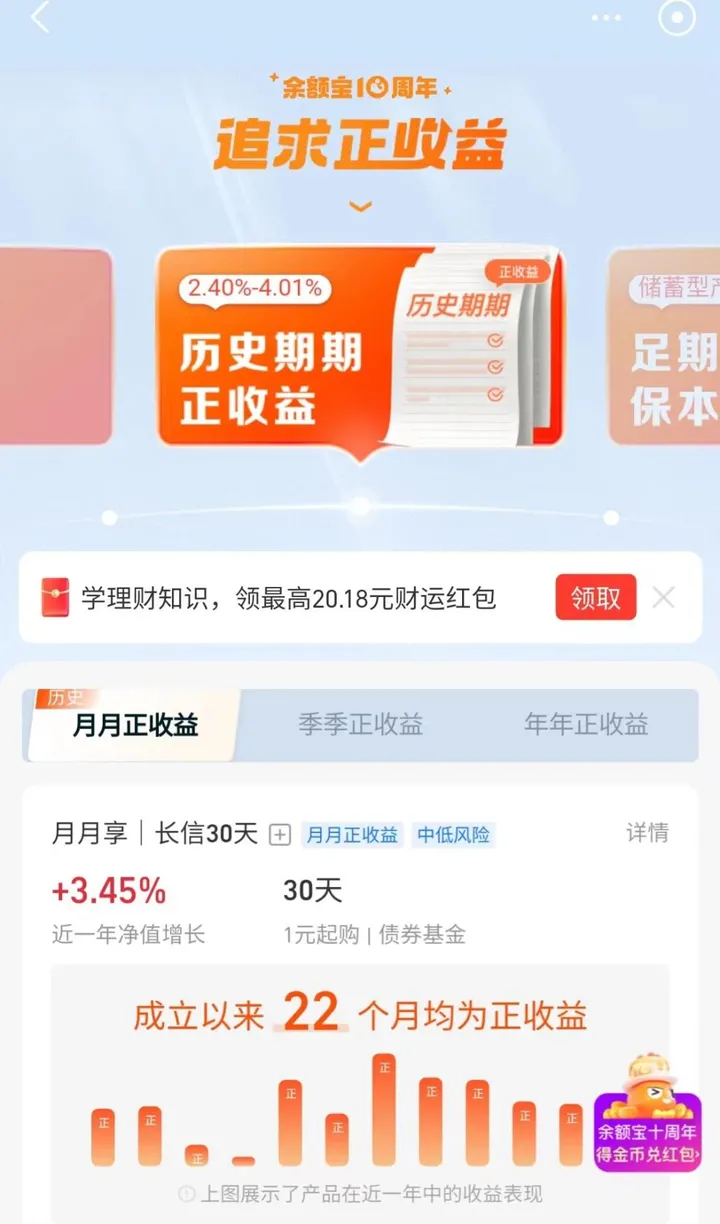 余额宝10周年
追求正收益
2.40%-4.01%
历史期期
正收益
正收益
历史期期
储蓄型产
足期
保本
学理财知识，领最高20.18元财运红包
领取
历史
月月正收益
季季正收益
年年正收益
月月享｜长信30天
月月正收益
中低风险
详情
+3.45%
30天
近一年净值增长
1元起购 | 债券基金
成立以来 22 个月均为正收益
正
正
正
正
正
正
正
正
正
正
余额宝十周年
得金币兑红包›
上图展示了产品在近一年中的收益表现